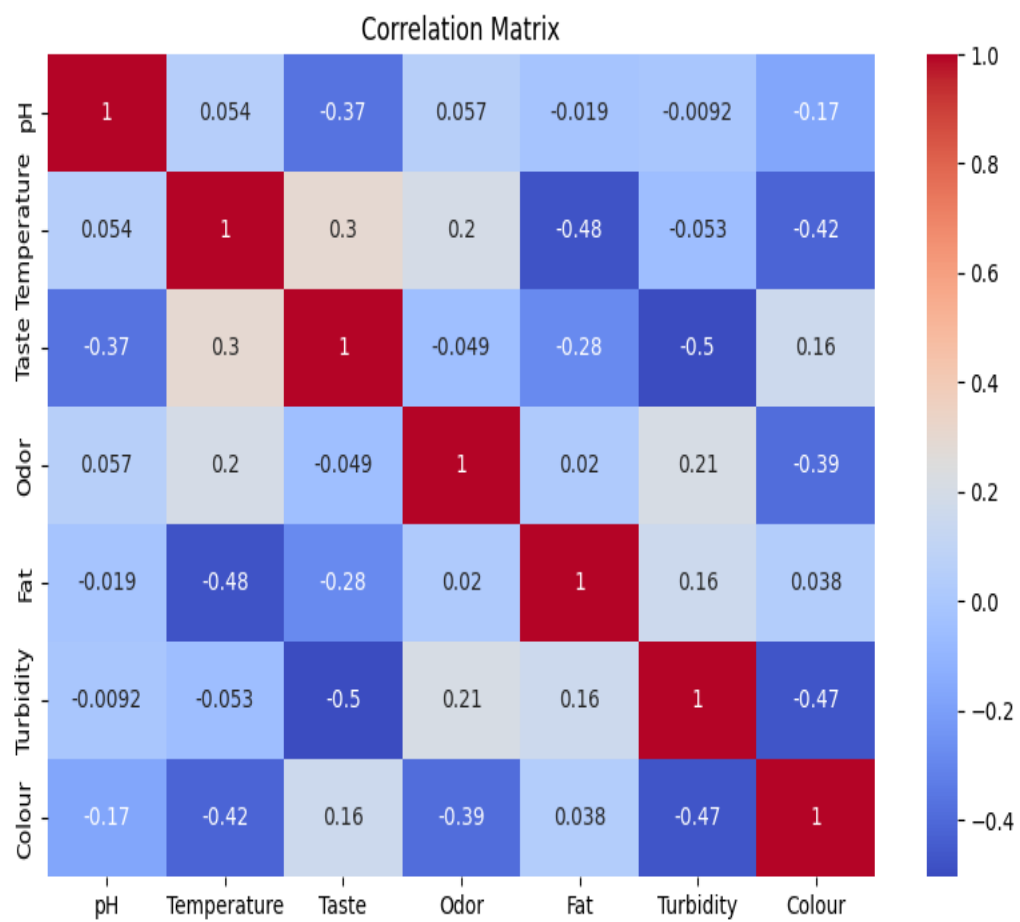 Correlation Matrix
pH 1 0.054 -0.37 0.057 -0.019 -0.0092 -0.17
Temperature 0.054 1 0.3 0.2 -0.48 -0.053 -0.42
Taste -0.37 0.3 1 -0.049 -0.28 -0.5 0.16
Odor 0.057 0.2 -0.049 1 0.02 0.21 -0.39
Fat -0.019 -0.48 -0.28 0.02 1 0.16 0.038
Turbidity -0.0092 -0.053 -0.5 0.21 0.16 1 -0.47
Colour -0.17 -0.42 0.16 -0.39 0.038 -0.47 1
pH Temperature Taste Odor Fat Turbidity Colour
1.0
0.8
0.6
0.4
0.2
0.0
−0.2
−0.4